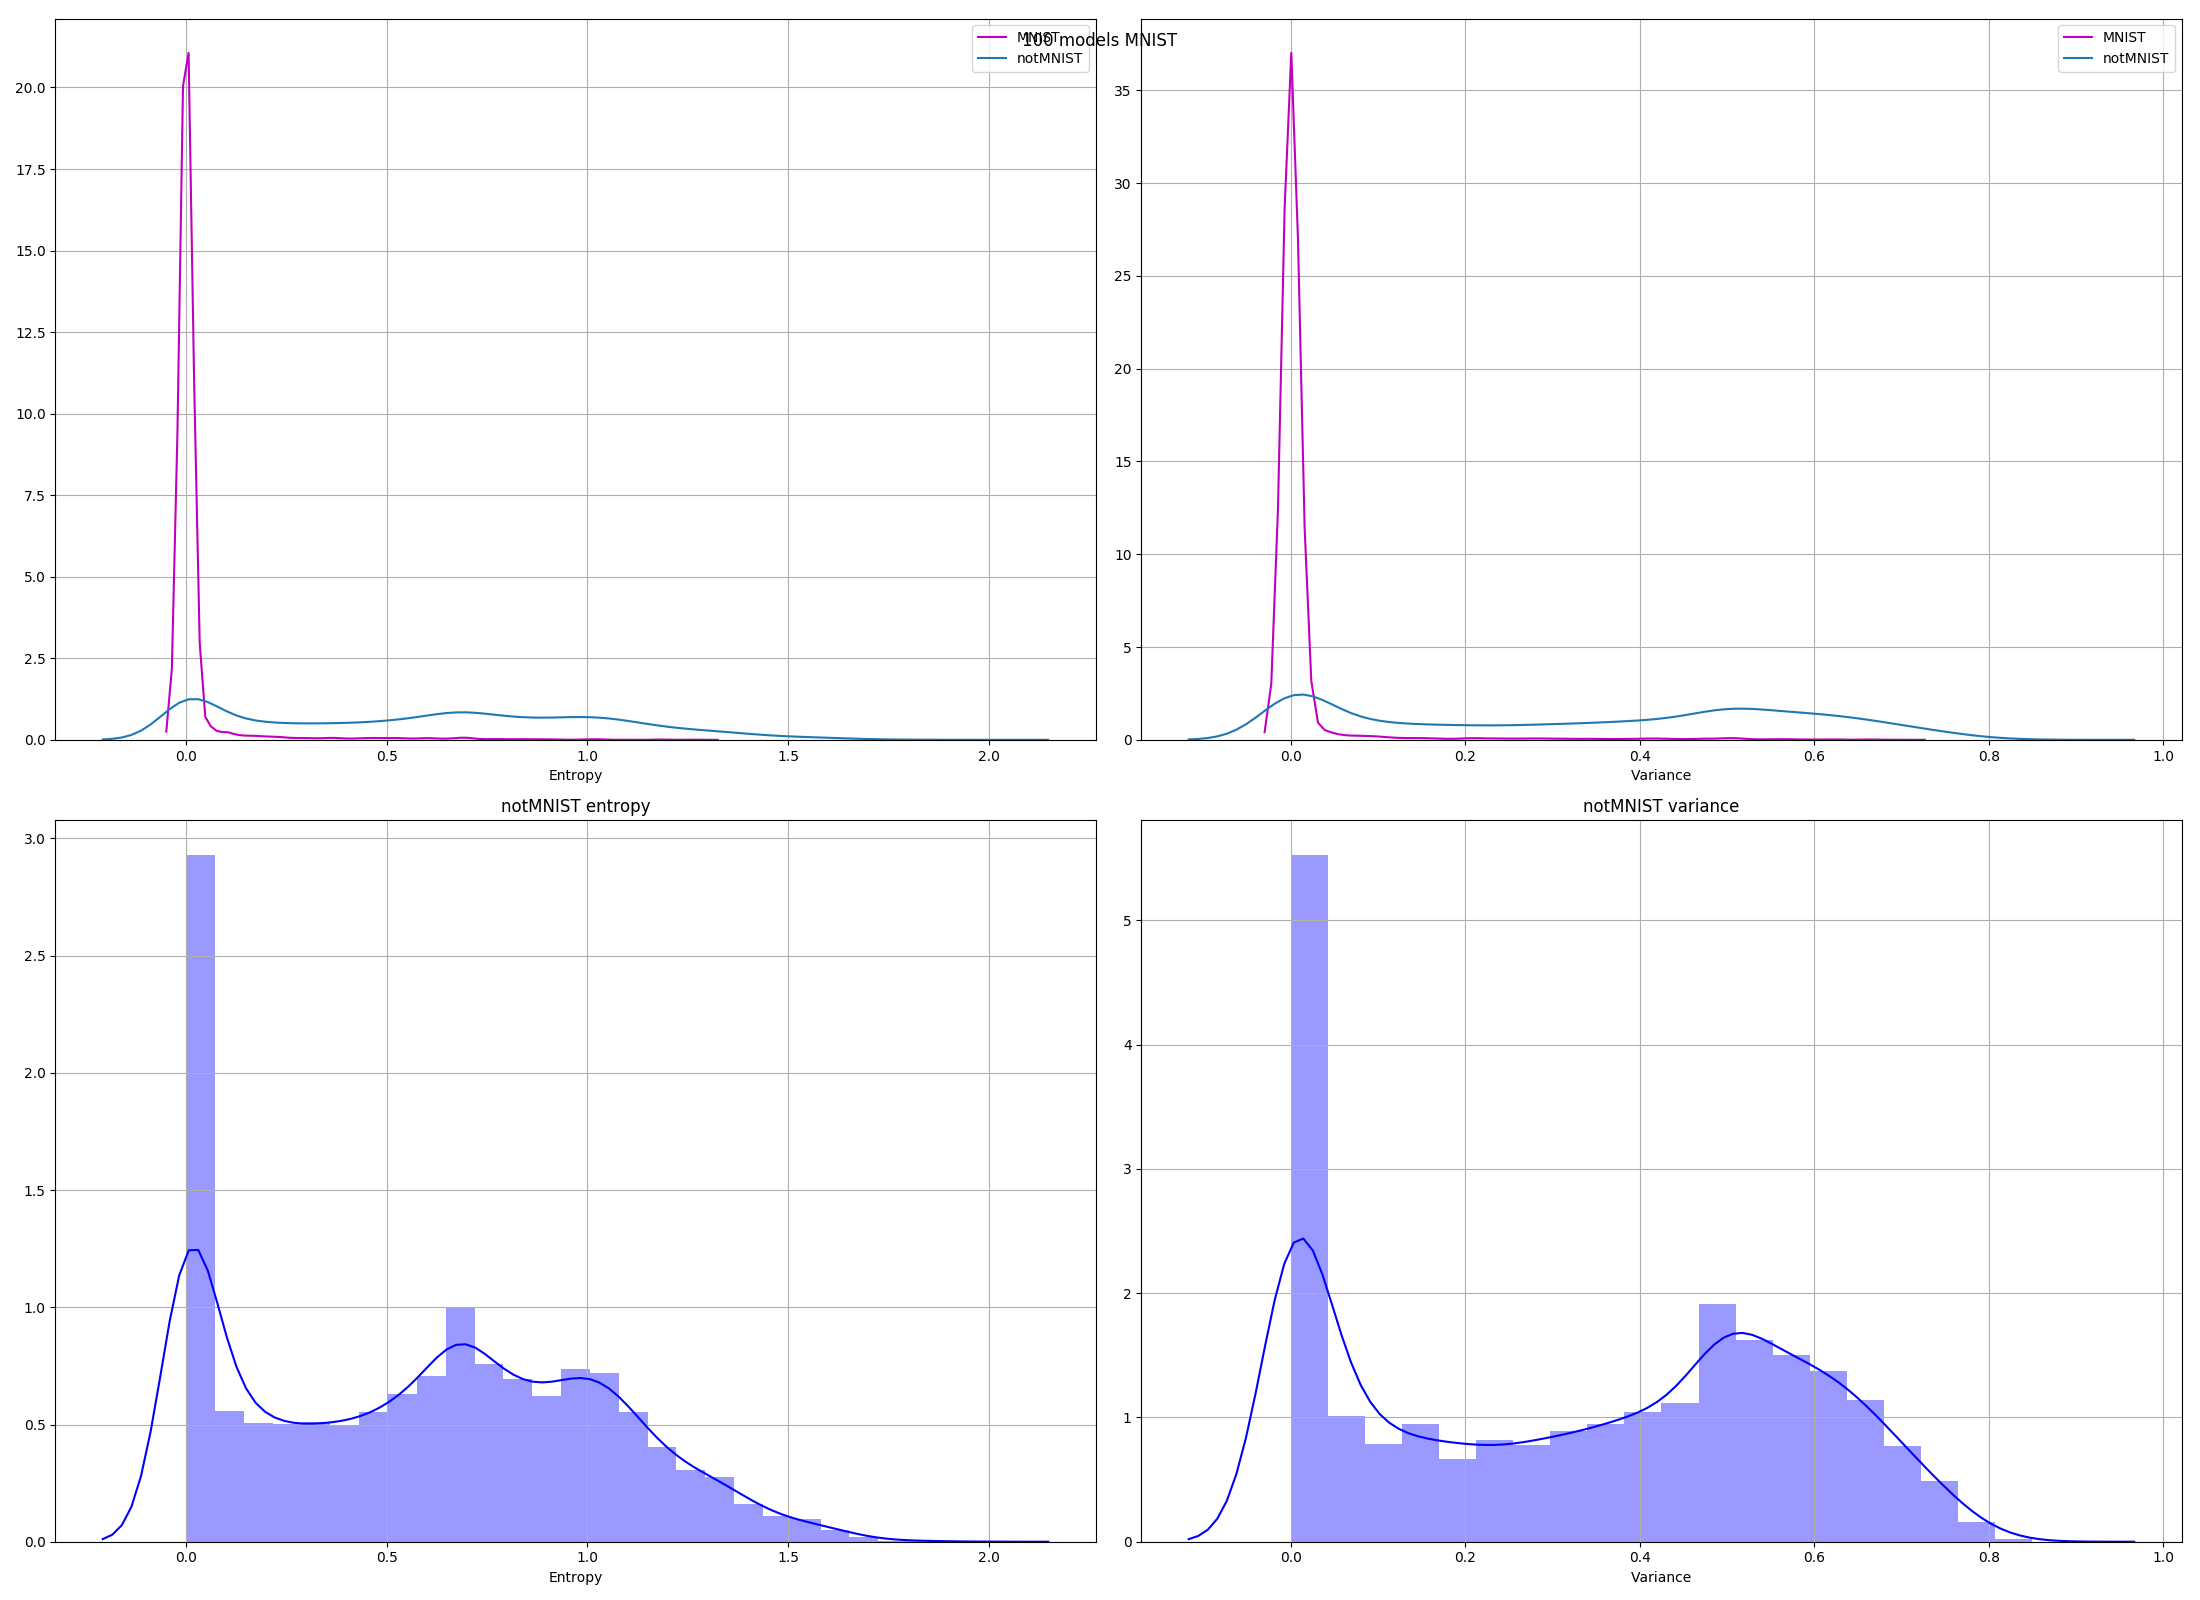 100 models MNIST
MNIST
notMNIST
20.0
17.5
15.0
12.5
10.0
7.5
5.0
2.5
0.0
0.0 0.5 1.0 1.5 2.0
Entropy
MNIST
notMNIST
35
30
25
20
15
10
5
0
0.0 0.2 0.4 0.6 0.8 1.0
Variance
notMNIST entropy
3.0
2.5
2.0
1.5
1.0
0.5
0.0
0.0 0.5 1.0 1.5 2.0
Entropy
notMNIST variance
5
4
3
2
1
0
0.0 0.2 0.4 0.6 0.8 1.0
Variance